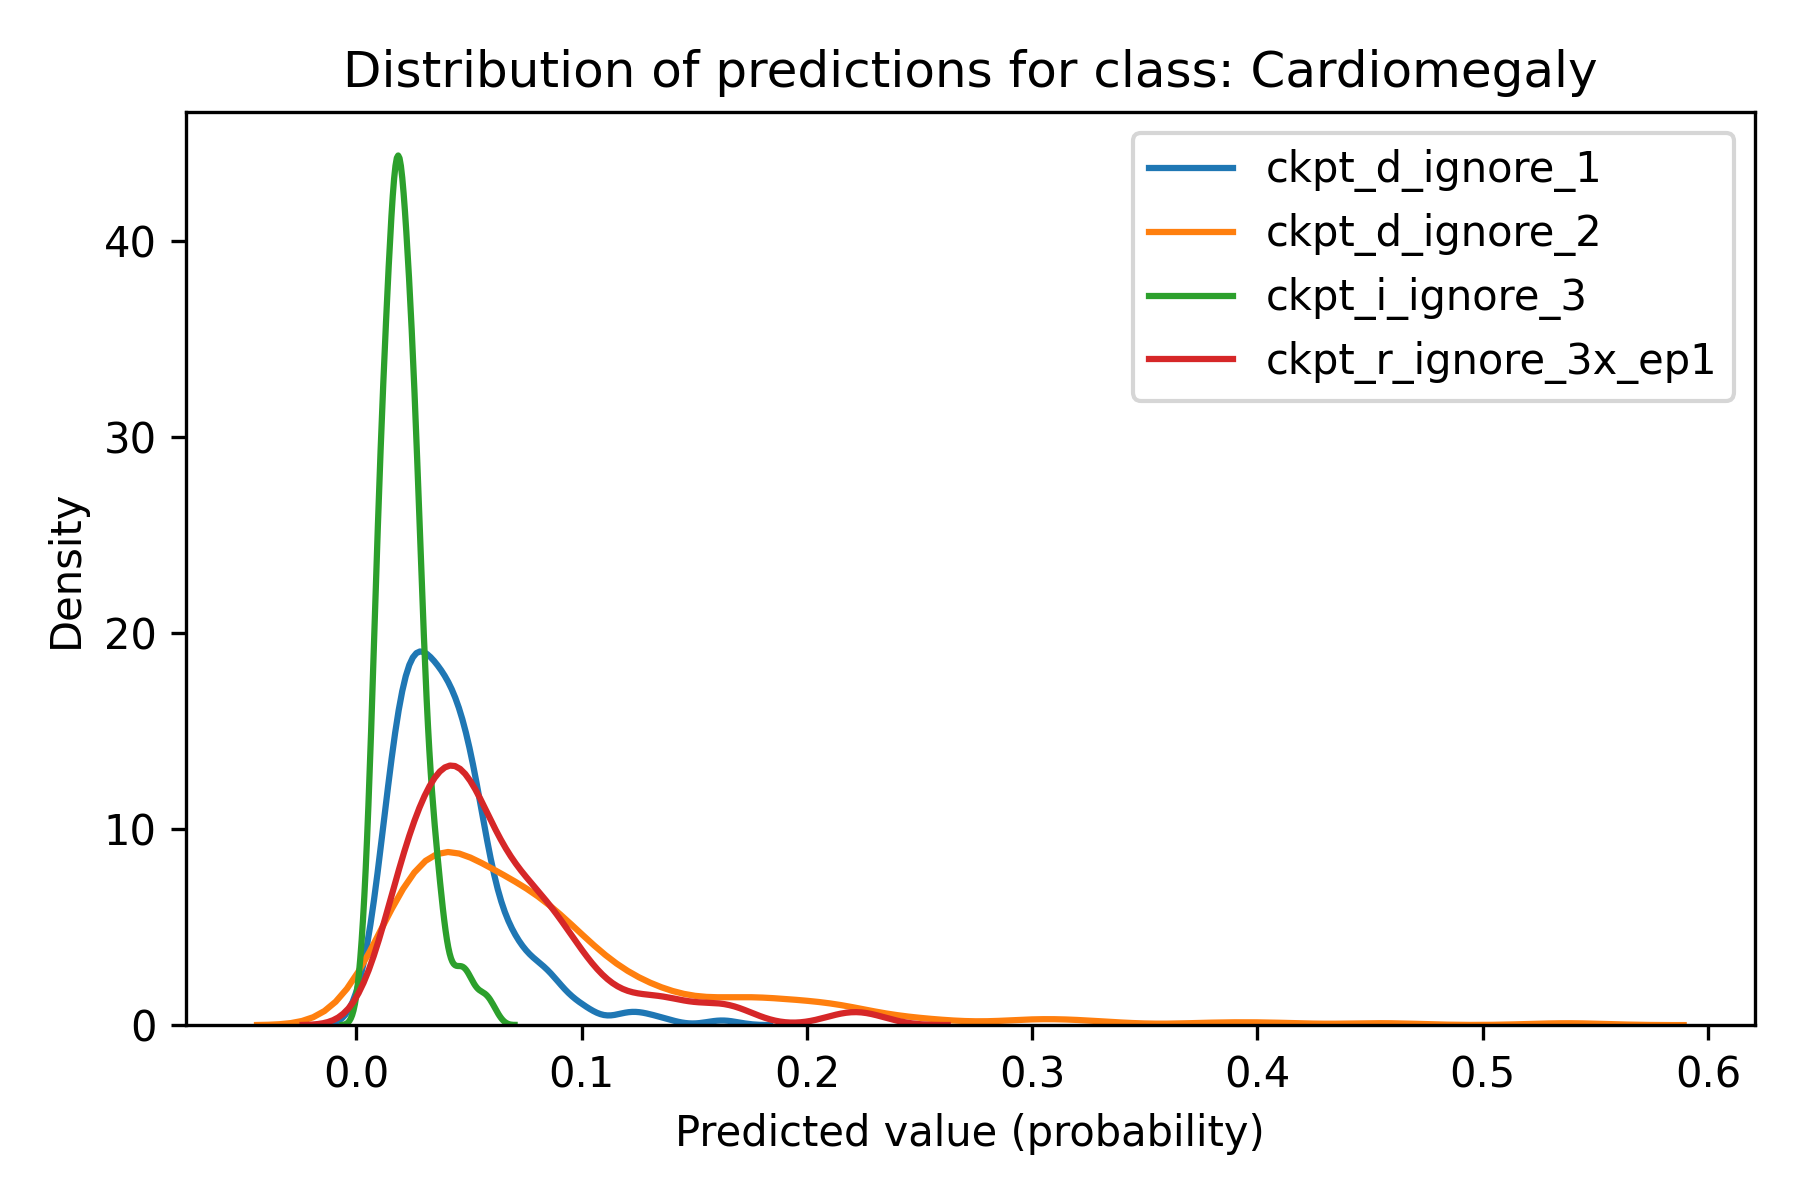 Distribution of predictions for class: Cardiomegaly
ckpt_d_ignore_1
ckpt_d_ignore_2
ckpt_i_ignore_3
ckpt_r_ignore_3x_ep1
Density
40
30
20
10
0
0.0 0.1 0.2 0.3 0.4 0.5 0.6
Predicted value (probability)